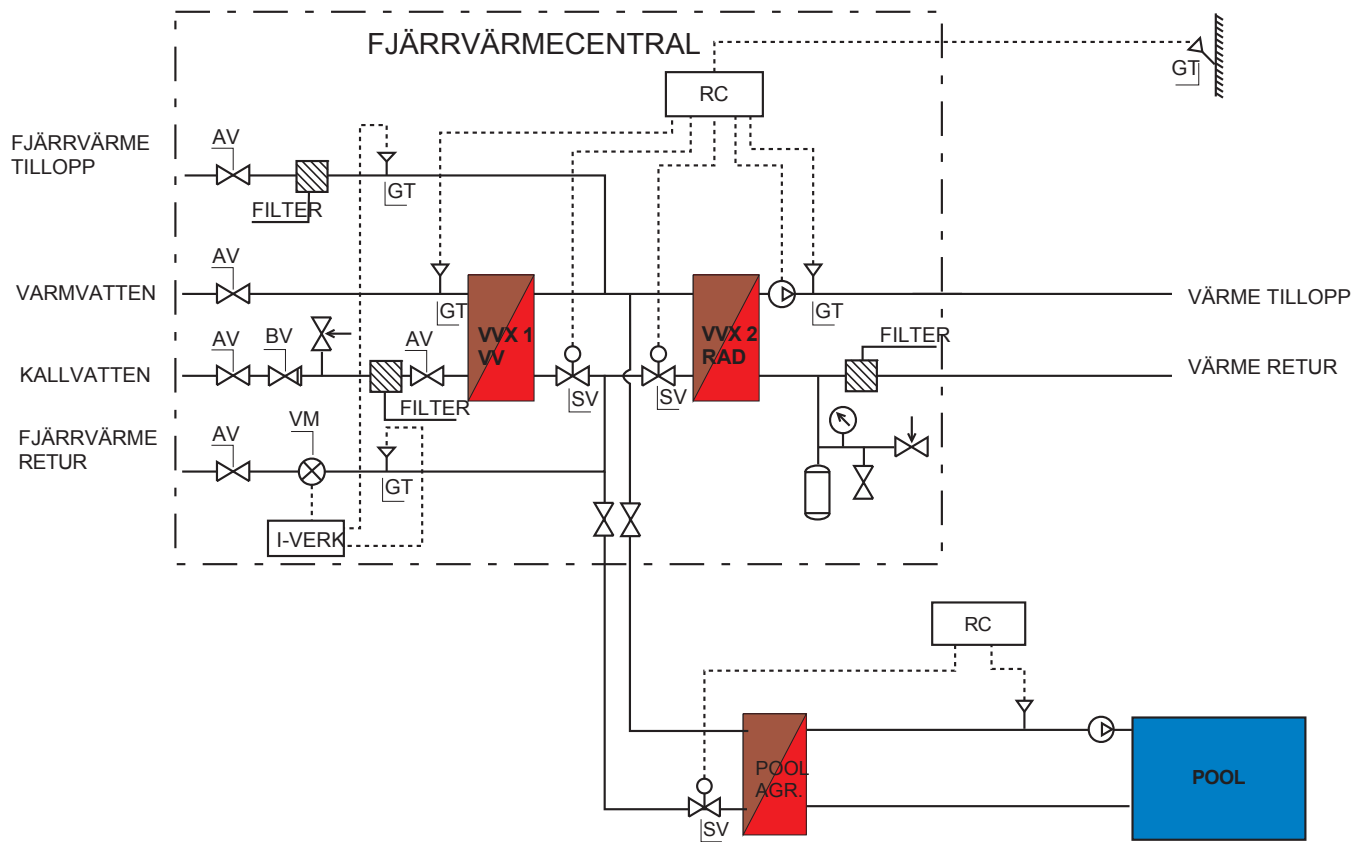 FJÄRRVÄRMECENTRAL
RC
GT
FJÄRRVÄRME
TILLOPP
AV
FILTER
GT
AV
VARMVATTEN
GT
VVX 1
VV
VVX 2
RAD
GT
VÄRME TILLOPP
KALLVATTEN
AV
BV
FILTER
AV
SV
SV
FILTER
VÄRME RETUR
FJÄRRVÄRME
RETUR
AV
VM
GT
I-VERK
RC
POOL
AGR.
SV
POOL